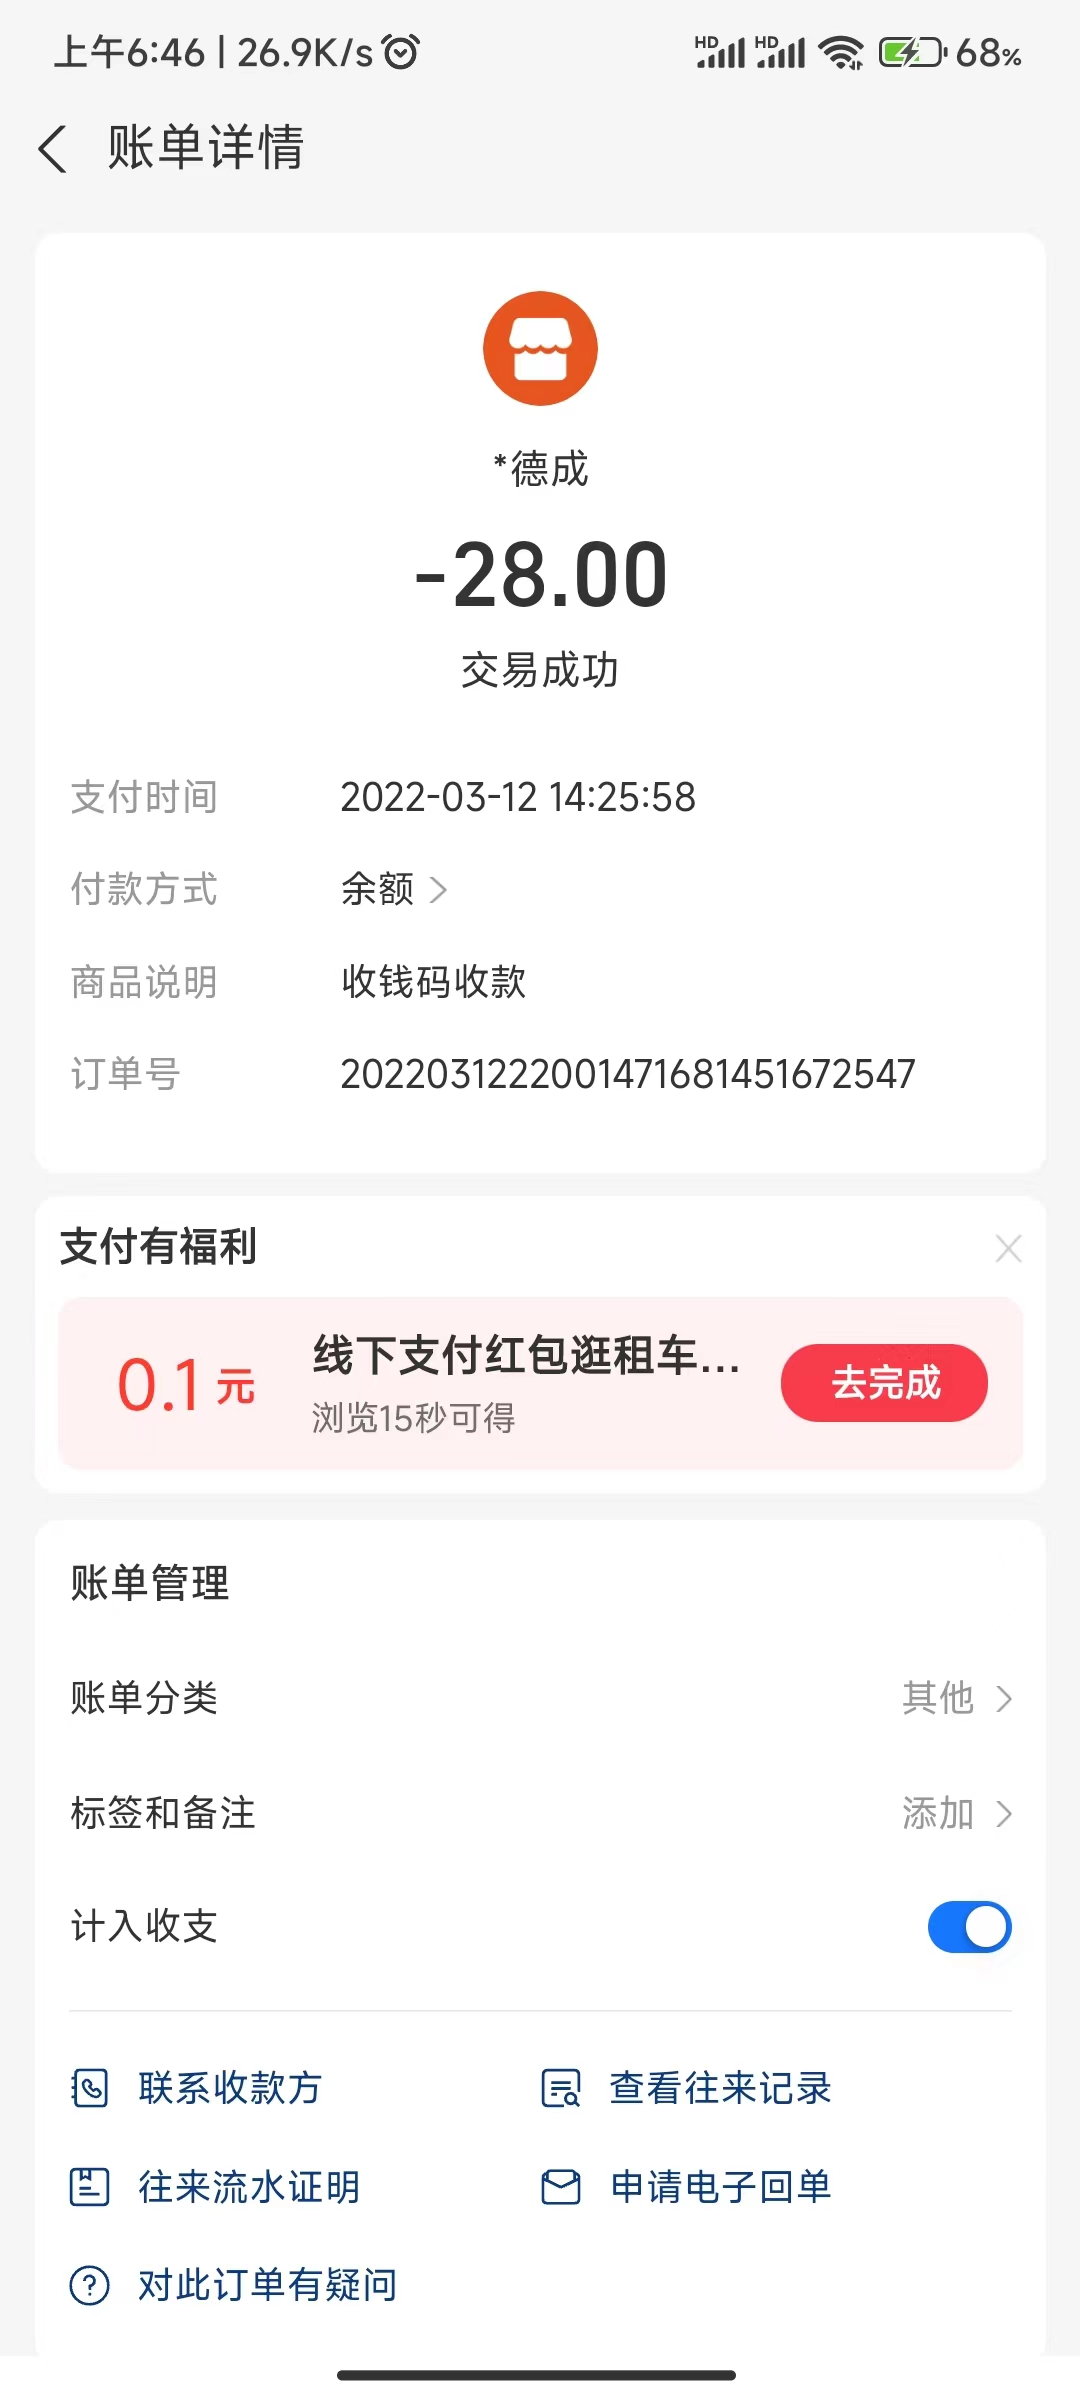 上午6:46 | 26.9K/s
HD HD 68%
账单详情
*德成
-28.00
交易成功
支付时间 2022-03-12 14:25:58
付款方式 余额
商品说明 收钱码收款
订单号 2022031222001471681451672547
支付有福利
0.1元 线下支付红包逛租车... 去完成
浏览15秒可得
账单管理
账单分类 其他
标签和备注 添加
计入收支
联系收款方 查看往来记录
往来流水证明 申请电子回单
对此订单有疑问